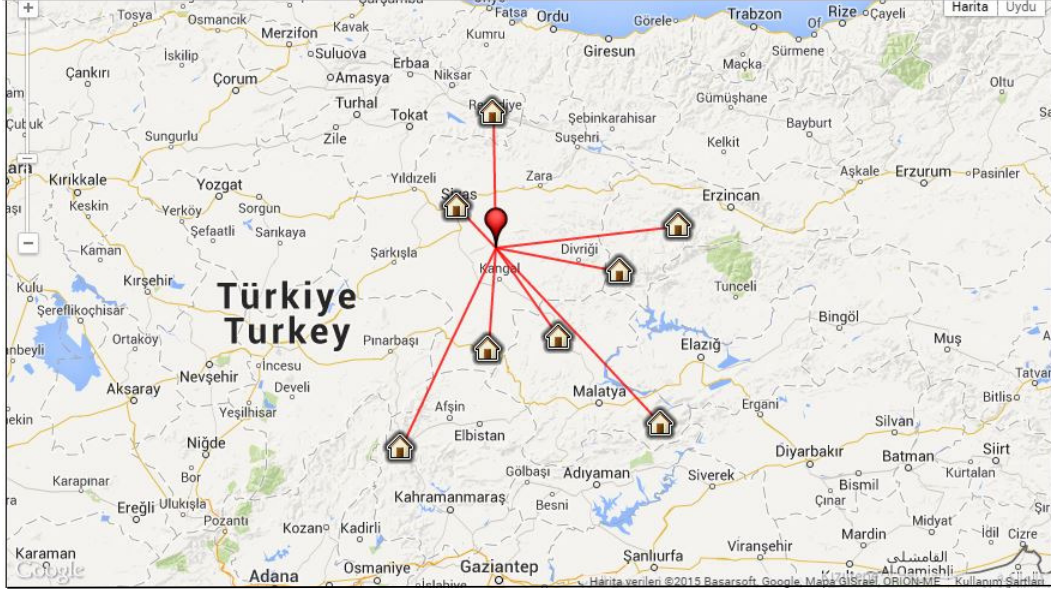 Fatsa Ordu
Görele
Trabzon
Rize
Çayeli
Harita
Uydu
Tosya
Osmancık
Merzifon
Kavak
Kumru
Giresun
Of
Sürmene
İskilip
Suluova
Erbaa
Niksar
Maçka
Oltu
Çankırı
Çorum
Amasya
Turhal
Tokat
Gümüşhane
Şebinkarahisar
Bayburt
Sungurlu
Zile
Suşehri
Kelkit
Kırıkkale
Yozgat
Yıldızeli
Zara
Aşkale
Erzurum
Pasinler
Keskin
Yerköy
Sorgun
Erzincan
Şefaatli
Sarıkaya
Şarkışla
Divriği
Kaman
Kangal
Kulu
Kırşehir
Tunceli
Türkiye
Turkey
Şereflikoçhisar
Ortaköy
Pınarbaşı
Elazığ
Bingöl
Muş
Nevşehir
İncesu
Develi
Aksaray
Malatya
Ergani
Yeşilhisar
Afşin
Elbistan
Silvan
Niğde
Diyarbakır
Batman
Siirt
Karapınar
Bor
Gölbaşı
Adıyaman
Siverek
Bismil
Kurtalan
Ereğli
Ulukışla
Kahramanmaraş
Besni
Çınar
Pozantı
Kozan
Kadirli
Midyat
Mardin
İdil
Cizre
Karaman
Google
Adana
Osmaniye
Gaziantep
Şanlıurfa
Viranşehir
القامشلي
Al Qamishli
Harita verileri ©2015 Basarsoft, Google, Mapa GISrael, ORION-ME
Kullanım Şartları